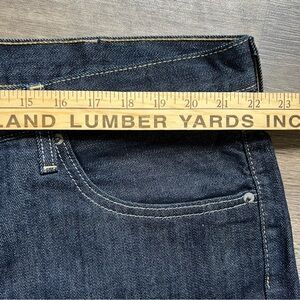 15 16 17 18 19 20 21 22 23
LAND LUMBER YARDS INC